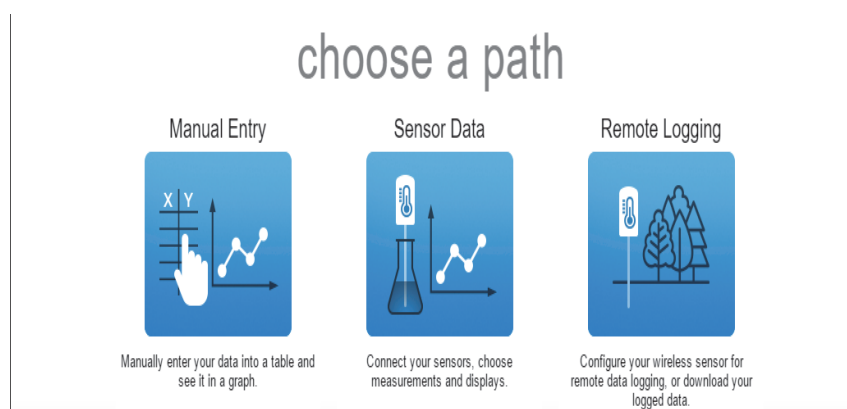 choose a path
Manual Entry
Sensor Data
Remote Logging
X Y
Manually enter your data into a table and
see it in a graph.
Connect your sensors, choose
measurements and displays.
Configure your wireless sensor for
remote data logging, or download your
logged data.